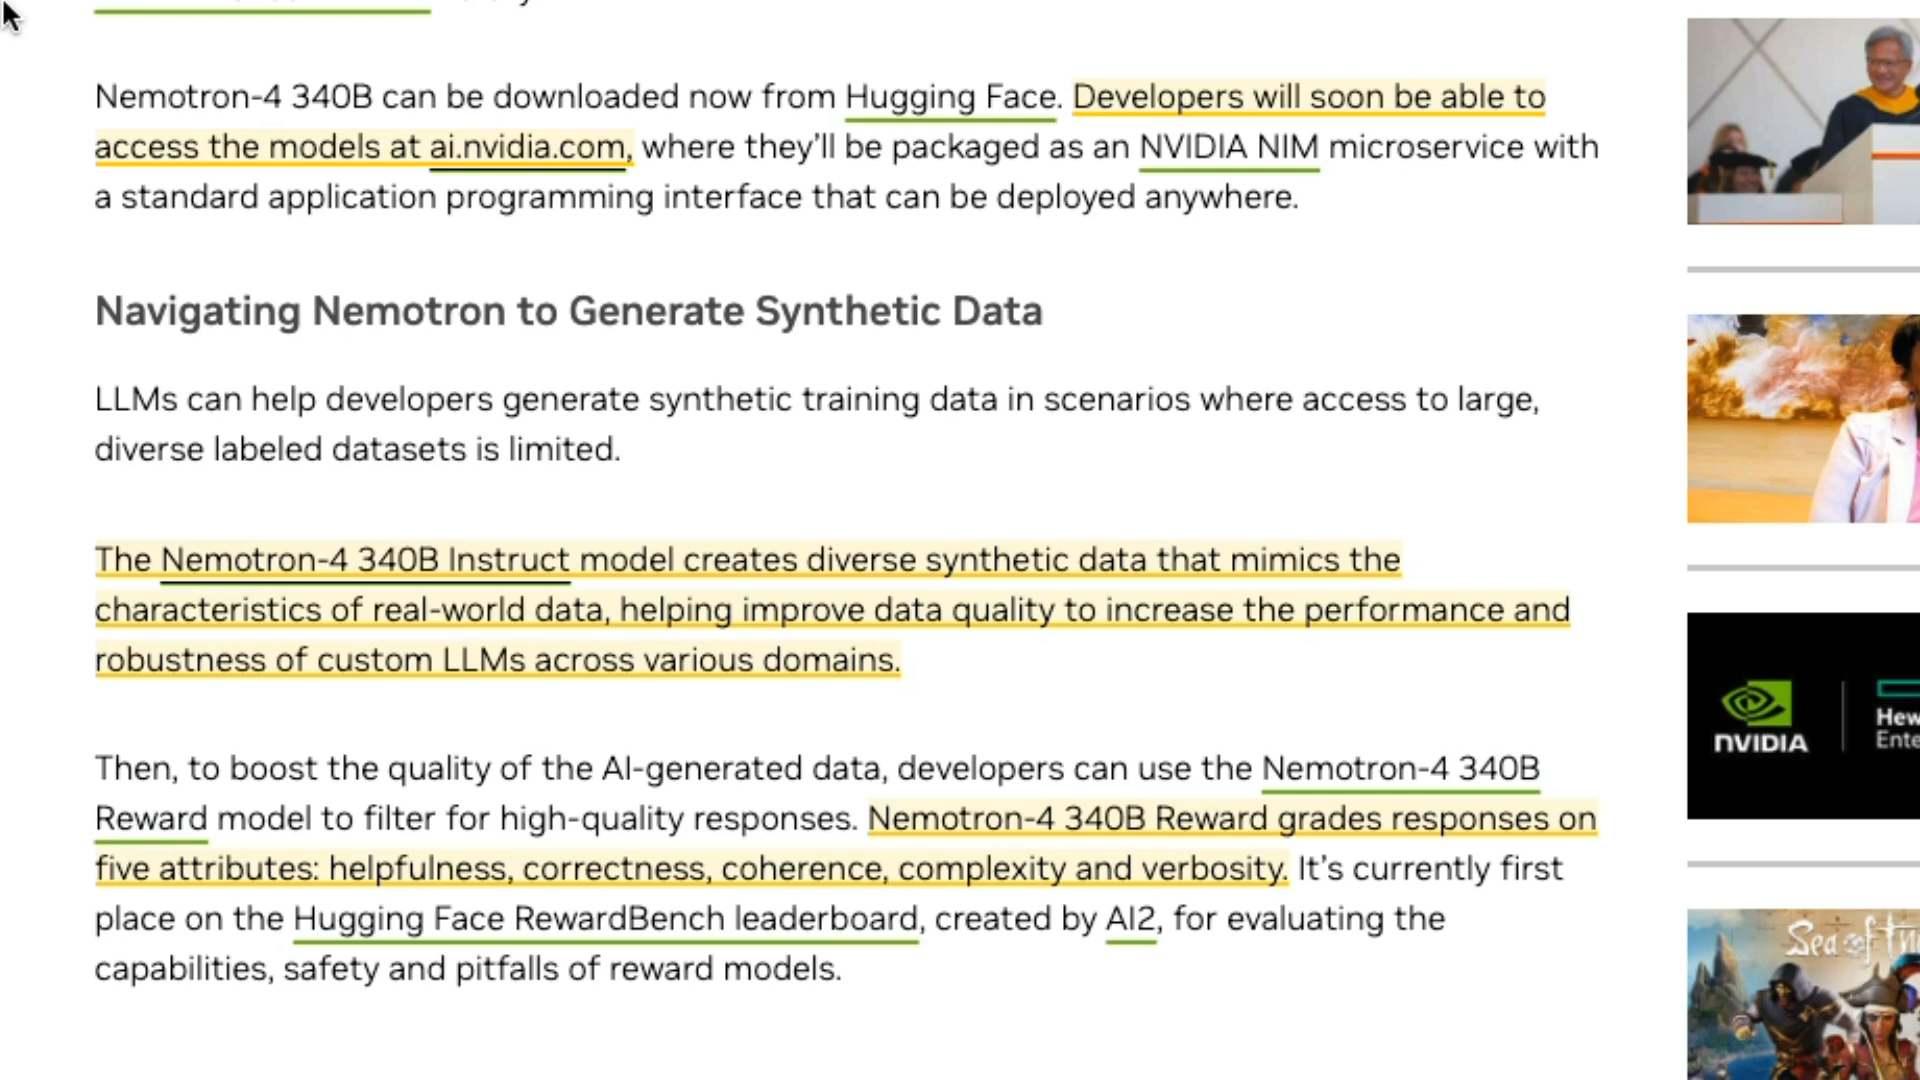 Nemotron-4 340B can be downloaded now from Hugging Face. Developers will soon be able to
access the models at ai.nvidia.com, where they’ll be packaged as an NVIDIA NIM microservice with
a standard application programming interface that can be deployed anywhere.
Navigating Nemotron to Generate Synthetic Data
LLMs can help developers generate synthetic training data in scenarios where access to large,
diverse labeled datasets is limited.
The Nemotron-4 340B Instruct model creates diverse synthetic data that mimics the
characteristics of real-world data, helping improve data quality to increase the performance and
robustness of custom LLMs across various domains.
Then, to boost the quality of the AI-generated data, developers can use the Nemotron-4 340B
Reward model to filter for high-quality responses. Nemotron-4 340B Reward grades responses on
five attributes: helpfulness, correctness, coherence, complexity and verbosity. It’s currently first
place on the Hugging Face RewardBench leaderboard, created by AI2, for evaluating the
capabilities, safety and pitfalls of reward models.
NVIDIA
Hew
Ente
Sea of Th